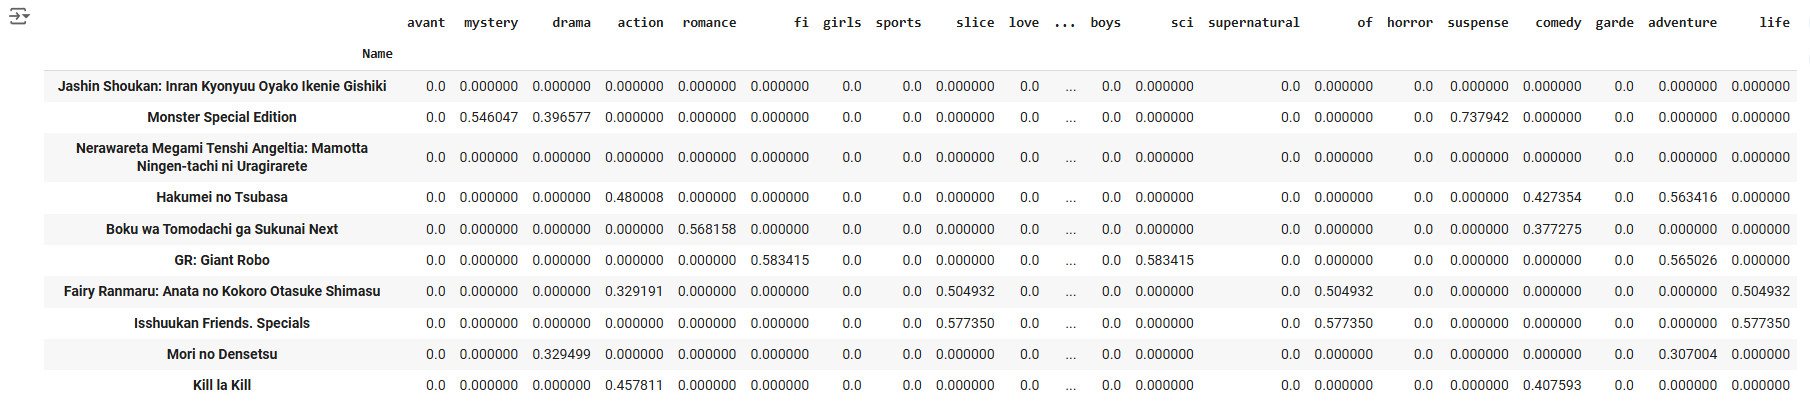 avant mystery drama action romance fi girls sports slice love ... boys sci supernatural of horror suspense comedy garde adventure life
Name
Jashin Shoukan: Inran Kyonyuu Oyako Ikenie Gishiki 0.0 0.000000 0.000000 0.000000 0.000000 0.000000 0.0 0.0 0.000000 0.0 ... 0.0 0.000000 0.0 0.000000 0.0 0.000000 0.000000 0.0 0.000000 0.000000
Monster Special Edition 0.0 0.546047 0.396577 0.000000 0.000000 0.000000 0.0 0.0 0.000000 0.0 ... 0.0 0.000000 0.0 0.000000 0.0 0.737942 0.000000 0.0 0.000000 0.000000
Nerawareta Megami Tenshi Angeltia: Mamotta
Ningen-tachi ni Uragirarete 0.0 0.000000 0.000000 0.000000 0.000000 0.000000 0.0 0.0 0.000000 0.0 ... 0.0 0.000000 0.0 0.000000 0.0 0.000000 0.000000 0.0 0.000000 0.000000
Hakumei no Tsubasa 0.0 0.000000 0.000000 0.480008 0.000000 0.000000 0.0 0.0 0.000000 0.0 ... 0.0 0.000000 0.0 0.000000 0.0 0.000000 0.427354 0.0 0.563416 0.000000
Boku wa Tomodachi ga Sukunai Next 0.0 0.000000 0.000000 0.000000 0.568158 0.000000 0.0 0.0 0.000000 0.0 ... 0.0 0.000000 0.0 0.000000 0.0 0.000000 0.377275 0.0 0.000000 0.000000
GR: Giant Robo 0.0 0.000000 0.000000 0.000000 0.000000 0.583415 0.0 0.0 0.000000 0.0 ... 0.0 0.583415 0.0 0.000000 0.0 0.000000 0.000000 0.0 0.565026 0.000000
Fairy Ranmaru: Anata no Kokoro Otasuke Shimasu 0.0 0.000000 0.000000 0.329191 0.000000 0.000000 0.0 0.0 0.504932 0.0 ... 0.0 0.000000 0.0 0.504932 0.0 0.000000 0.000000 0.0 0.000000 0.504932
Isshuukan Friends. Specials 0.0 0.000000 0.000000 0.000000 0.000000 0.000000 0.0 0.0 0.577350 0.0 ... 0.0 0.000000 0.0 0.577350 0.0 0.000000 0.000000 0.0 0.000000 0.577350
Mori no Densetsu 0.0 0.000000 0.329499 0.000000 0.000000 0.000000 0.0 0.0 0.000000 0.0 ... 0.0 0.000000 0.0 0.000000 0.0 0.000000 0.000000 0.0 0.307004 0.000000
Kill la Kill 0.0 0.000000 0.000000 0.457811 0.000000 0.000000 0.0 0.0 0.000000 0.0 ... 0.0 0.000000 0.0 0.000000 0.0 0.000000 0.407593 0.0 0.000000 0.000000